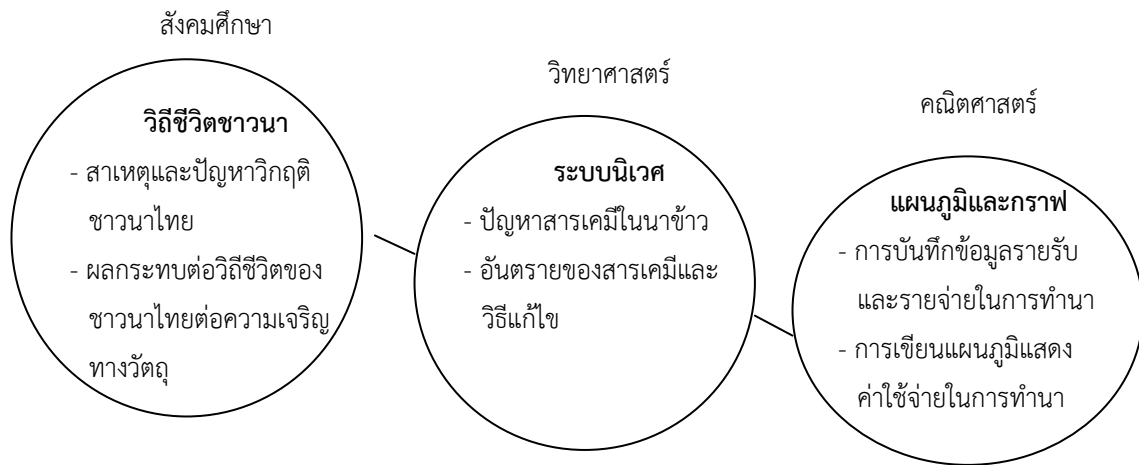 สังคมศึกษา
วิถีชีวิตชาวนา
- สาเหตุและปัญหาวิกฤติ
ชาวนาไทย
- ผลกระทบต่อวิถีชีวิตของ
ชาวนาไทยต่อความเจริญ
ทางวัตถุ
วิทยาศาสตร์
ระบบนิเวศ
- ปัญหาสารเคมีในนาข้าว
- อันตรายของสารเคมีและ
วิธีแก้ไข
คณิตศาสตร์
แผนภูมิและกราฟ
- การบันทึกข้อมูลรายรับ
และรายจ่ายในการทำนา
- การเขียนแผนภูมิแสดง
ค่าใช้จ่ายในการทำนา